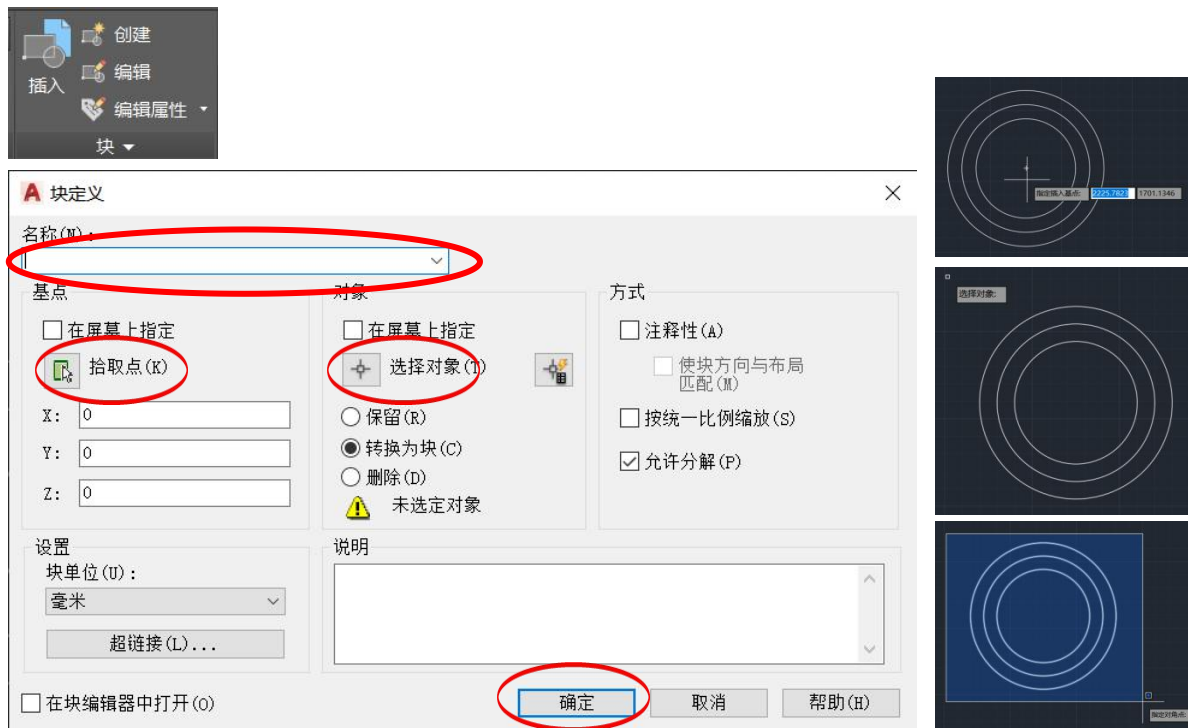 创建
编辑
插入
编辑属性
块
块定义
名称(N):
基点
在屏幕上指定
拾取点(K)
X: 0
Y: 0
Z: 0
对象
在屏幕上指定
选择对象(T)
保留(R)
转换为块(C)
删除(D)
未选定对象
方式
注释性(A)
使块方向与布局
匹配(M)
按统一比例缩放(S)
允许分解(P)
设置
块单位(U):
毫米
超链接(L)...
说明
在块编辑器中打开(O)
确定
取消
帮助(H)
指定插入基点: 2225.7823 1701.1346
选择对象:
指定对角点: